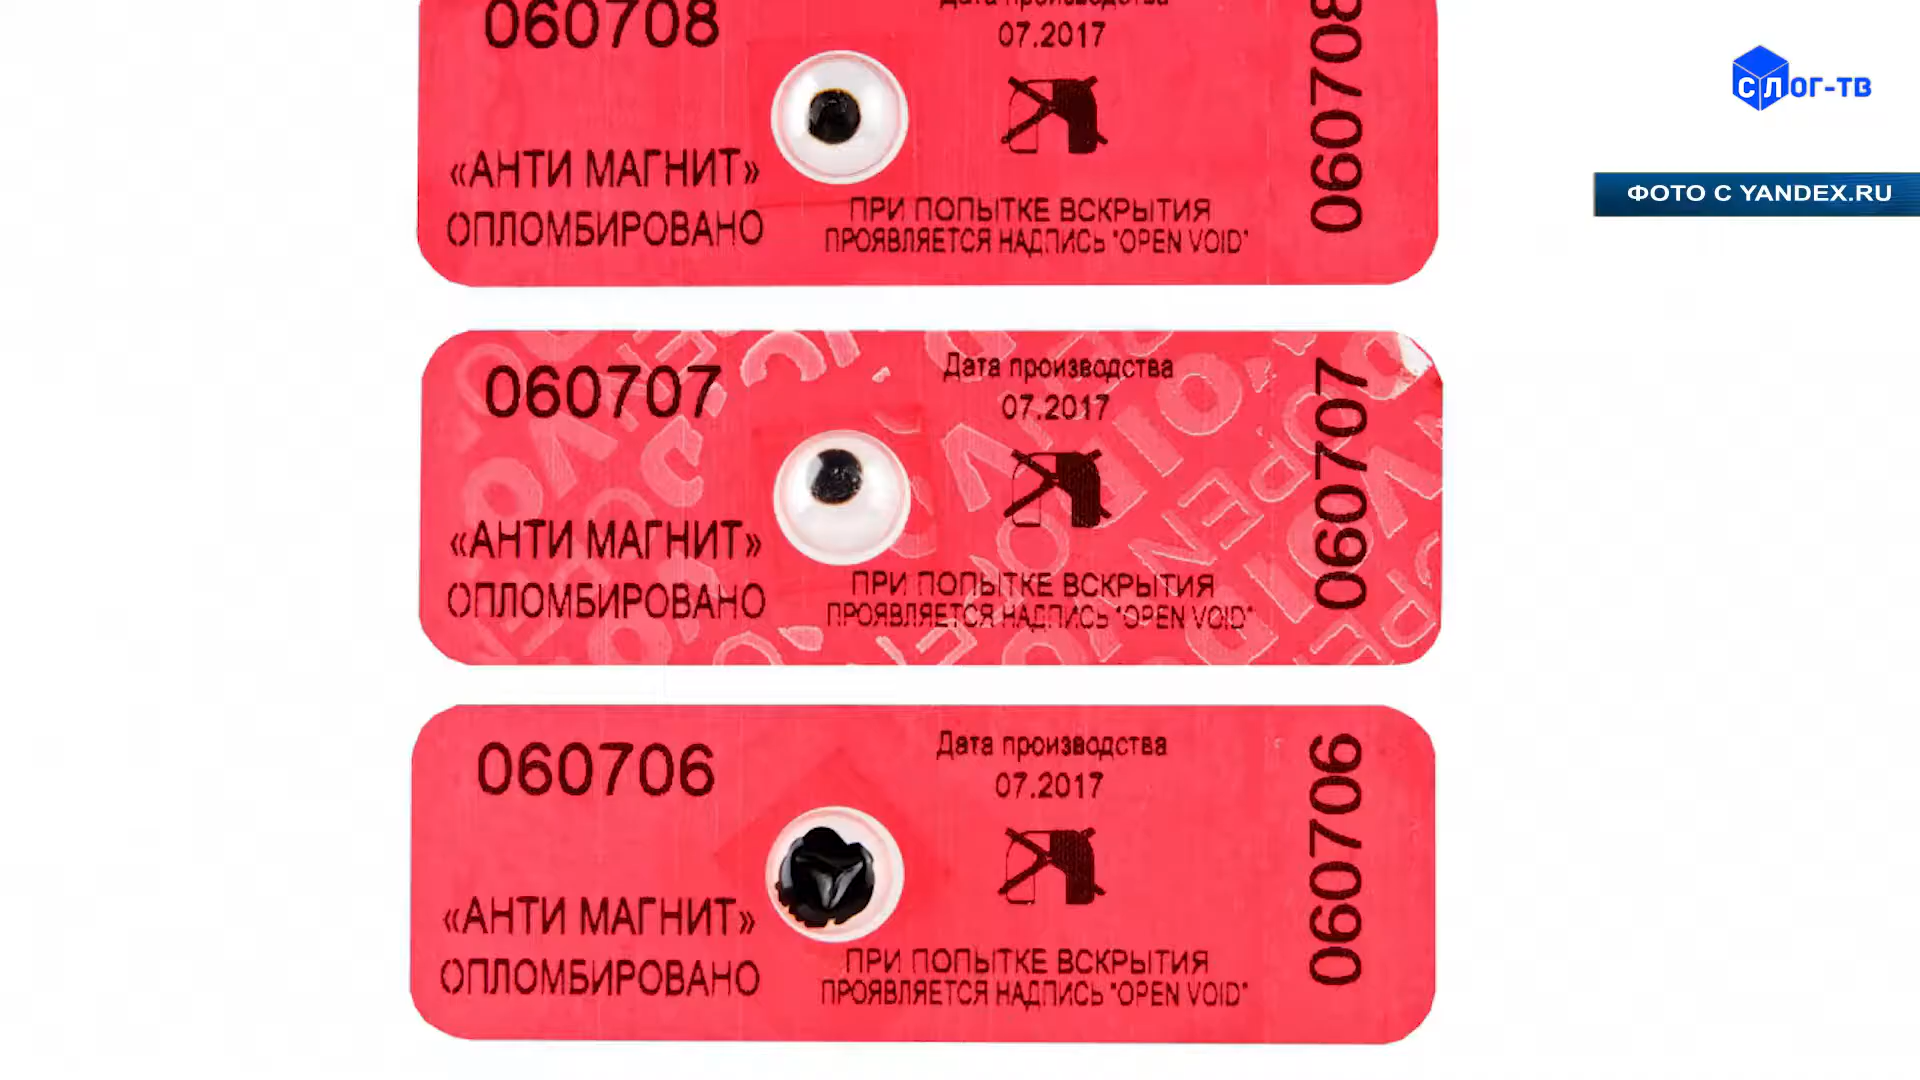 060708
Дата производства
07.2017
«АНТИ МАГНИТ»
ОПЛОМБИРОВАНО
ПРИ ПОПЫТКЕ ВСКРЫТИЯ
ПРОЯВЛЯЕТСЯ НАДПИСЬ "OPEN VOID"
060708
СЛОГ-ТВ
ФОТО С YANDEX.RU
060707
Дата производства
07.2017
«АНТИ МАГНИТ»
ОПЛОМБИРОВАНО
ПРИ ПОПЫТКЕ ВСКРЫТИЯ
ПРОЯВЛЯЕТСЯ НАДПИСЬ "OPEN VOID"
060707
060706
Дата производства
07.2017
«АНТИ МАГНИТ»
ОПЛОМБИРОВАНО
ПРИ ПОПЫТКЕ ВСКРЫТИЯ
ПРОЯВЛЯЕТСЯ НАДПИСЬ "OPEN VOID"
060706